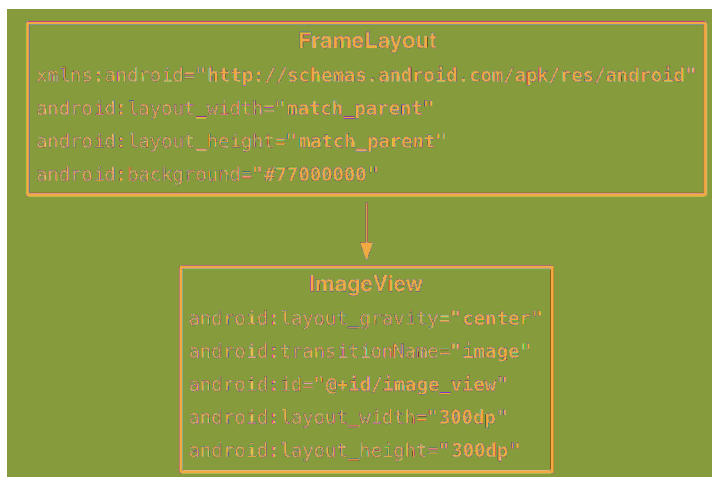 FrameLayout
xmlns:android="http://schemas.android.com/apk/res/android"
android:layout_width="match_parent"
android:layout_height="match_parent"
android:background="#77000000"
ImageView
android:layout_gravity="center"
android:transitionName="image"
android:id="@+id/image_view"
android:layout_width="300dp"
android:layout_height="300dp"